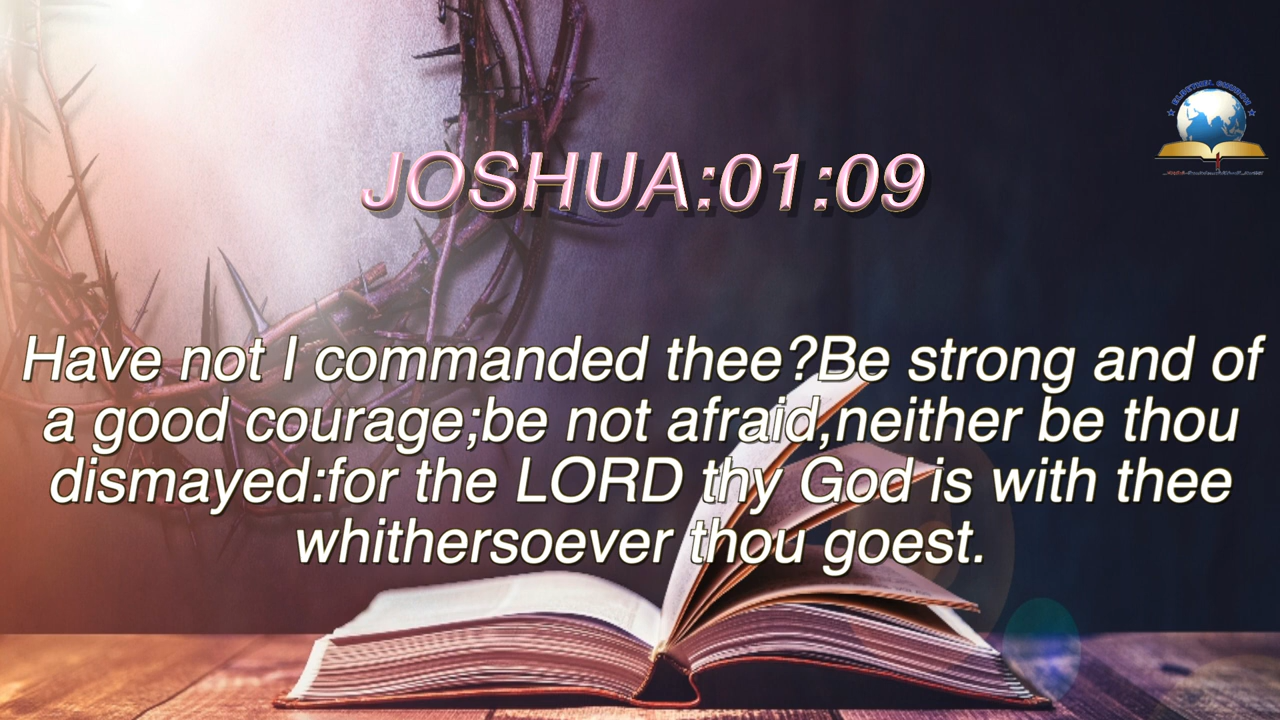 JOSHUA:01:09
Have not I commanded thee?Be strong and of
a good courage;be not afraid,neither be thou
dismayed:for the LORD thy God is with thee
whithersoever thou goest.